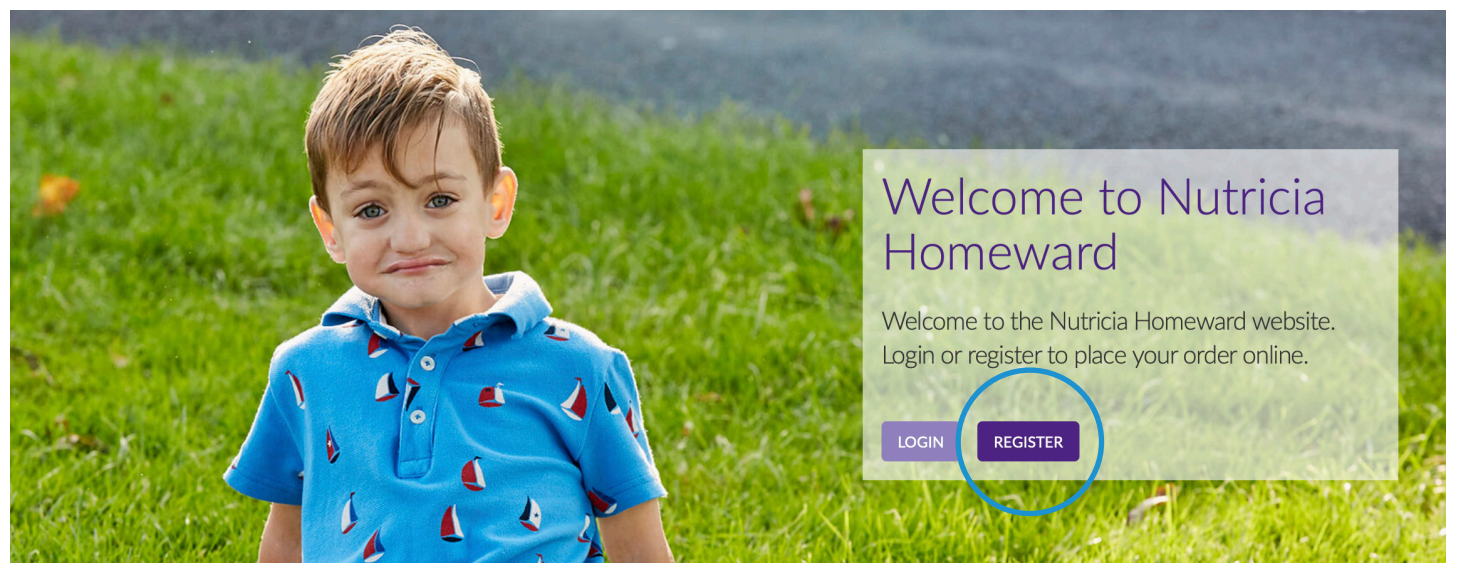 Welcome to Nutricia
Homeward
Welcome to the Nutricia Homeward website.
Login or register to place your order online.
LOGIN
REGISTER